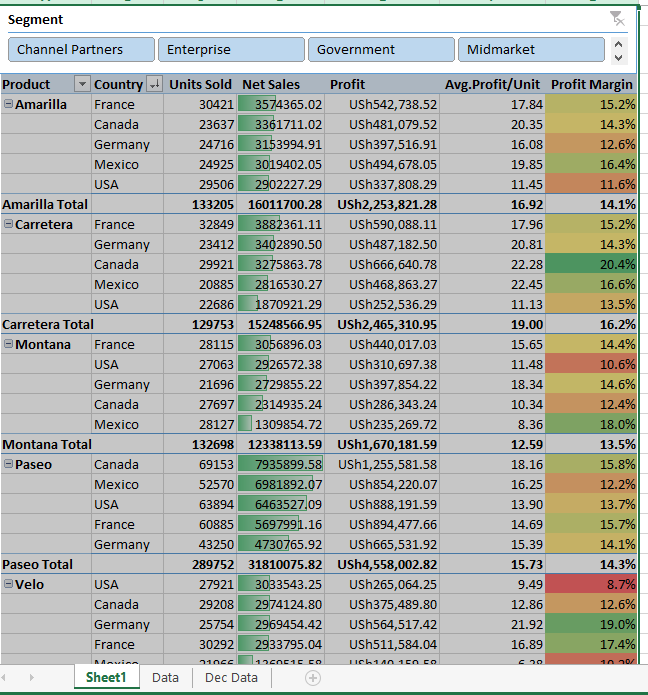 Segment
Channel Partners Enterprise Government Midmarket
Product Country Units Sold Net Sales Profit Avg.Profit/Unit Profit Margin
Amarilla France 30421 3574365.02 USh542,738.52 17.84 15.2%
Canada 23637 3361711.02 USh481,079.52 20.35 14.3%
Germany 24716 3153994.91 USh397,516.91 16.08 12.6%
Mexico 24925 3019402.05 USh494,678.05 19.85 16.4%
USA 29506 2902227.29 USh337,808.29 11.45 11.6%
Amarilla Total 133205 16011700.28 USh2,253,821.28 16.92 14.1%
Carretera France 32849 3882361.11 USh590,088.11 17.96 15.2%
Germany 23412 3402890.50 USh487,182.50 20.81 14.3%
Canada 29921 3275863.78 USh666,640.78 22.28 20.4%
Mexico 20885 2816530.27 USh468,863.27 22.45 16.6%
USA 22686 1870921.29 USh252,536.29 11.13 13.5%
Carretera Total 129753 15248566.95 USh2,465,310.95 19.00 16.2%
Montana France 28115 3056896.03 USh440,017.03 15.65 14.4%
USA 27063 2926572.38 USh310,697.38 11.48 10.6%
Germany 21696 2729855.22 USh397,854.22 18.34 14.6%
Canada 27697 2314935.24 USh286,343.24 10.34 12.4%
Mexico 28127 1309854.72 USh235,269.72 8.36 18.0%
Montana Total 132698 12338113.59 USh1,670,181.59 12.59 13.5%
Paseo Canada 69153 7935899.58 USh1,255,581.58 18.16 15.8%
Mexico 52570 6981892.07 USh854,220.07 16.25 12.2%
USA 63894 6463527.09 USh888,191.59 13.90 13.7%
France 60885 5697991.16 USh894,477.66 14.69 15.7%
Germany 43250 4730765.92 USh665,531.92 15.39 14.1%
Paseo Total 289752 31810075.82 USh4,558,002.82 15.73 14.3%
Velo USA 27921 3033543.25 USh265,064.25 9.49 8.7%
Canada 29208 2974124.80 USh375,489.80 12.86 12.6%
Germany 25754 2969454.42 USh564,517.42 21.92 19.0%
France 30292 2933795.04 USh511,584.04 16.89 17.4%
Mexico
Sheet1 Data Dec Data